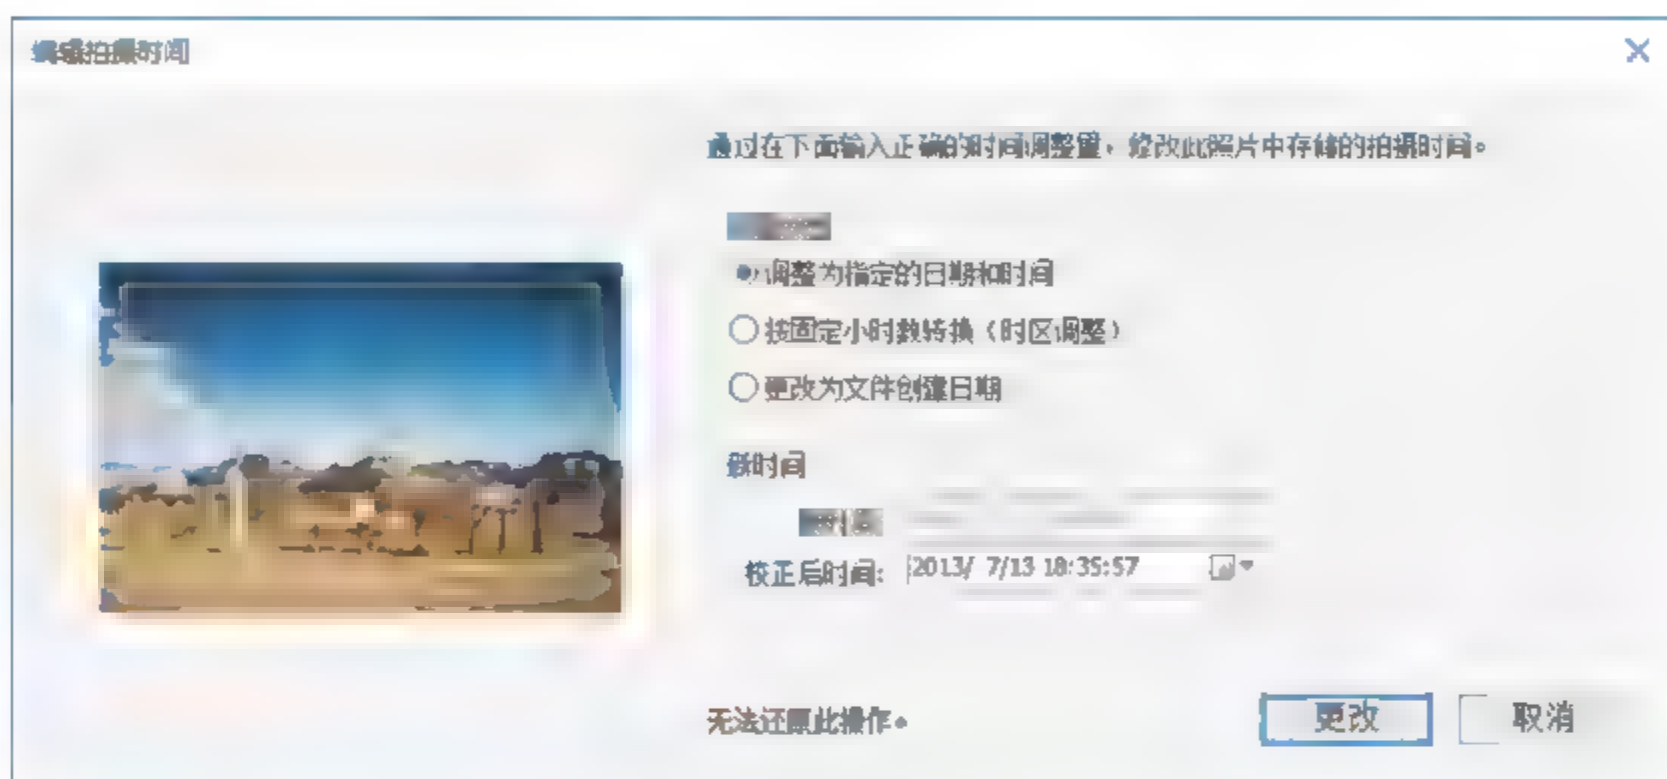 编辑拍摄时间
通过在下面输入正确的时间调整量,修改此照片中存储的拍摄时间。
调整为指定的日期和时间
按固定小时数转换(时区调整)
更改为文件创建日期
新时间
校正后时间: 2013/ 7/13 18:35:57
无法还原此操作。
更改 取消